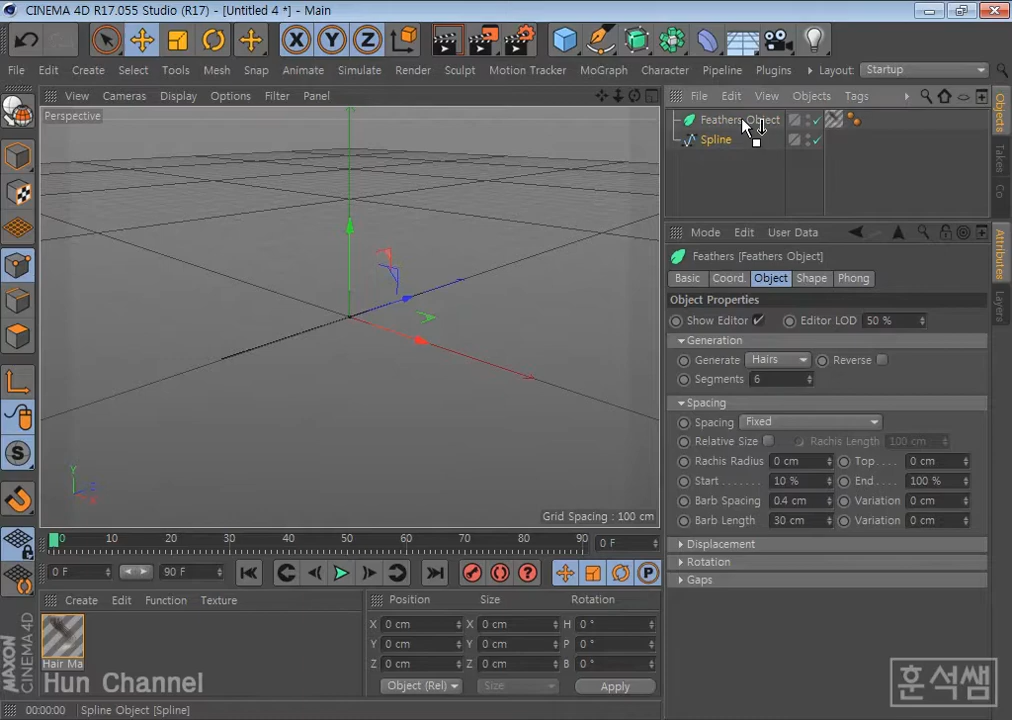 CINEMA 4D R17.055 Studio (R17) - [Untitled 4 *] - Main
File Edit Create Select Tools Mesh Snap Animate Simulate Render Sculpt Motion Tracker MoGraph Character Pipeline Plugins Layout: Startup
View Cameras Display Options Filter Panel
File Edit View Objects Tags
Perspective
Feathers Object
Spline
Objects
Takes
Co
Mode Edit User Data
Feathers [Feathers Object]
Basic Coord. Object Shape Phong
Attributes
Layers
Object Properties
Show Editor Editor LOD 50 %
Generation
Generate Hairs Reverse
Segments 6
Spacing
Spacing Fixed
Relative Size Rachis Length 100 cm
Rachis Radius 0 cm Top. . . . 0 cm
Start . . . . . . . 10 % End. . . . 100 %
Barb Spacing 0.4 cm Variation 0 cm
Barb Length 30 cm Variation 0 cm
Displacement
Rotation
Gaps
Y
Grid Spacing : 100 cm
0 10 20 30 40 50 60 70 80 90 0 F
0 F 90 F
P
Create Edit Function Texture
Hair Ma
Position Size Rotation
X 0 cm X 0 cm H 0 °
Y 0 cm Y 0 cm P 0 °
Z 0 cm Z 0 cm B 0 °
Object (Rel) Size Apply
MAXON
CINEMA 4D
Hun Channel
훈석쌤
00:00:00 Spline Object [Spline]